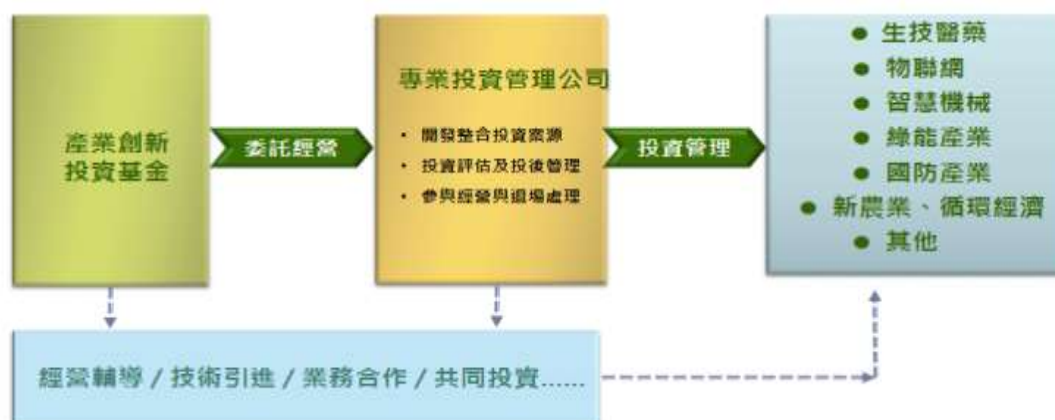 產業創新
投資基金
委託經營
專業投資管理公司
• 開發整合投資案源
• 投資評估及投後管理
• 參與經營與退場處理
投資管理
● 生技醫藥
● 物聯網
● 智慧機械
● 綠能產業
● 國防產業
● 新農業、循環經濟
● 其他
經營輔導 / 技術引進 / 業務合作 / 共同投資......